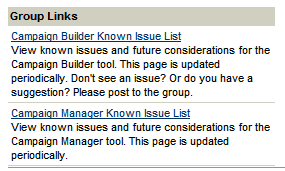 Group Links
Campaign Builder Known Issue List
View known issues and future considerations for the
Campaign Builder tool. This page is updated
periodically. Don't see an issue? Or do you have a
suggestion? Please post to the group.
Campaign Manager Known Issue List
View known issues and future considerations for the
Campaign Manager tool. This page is updated
periodically.